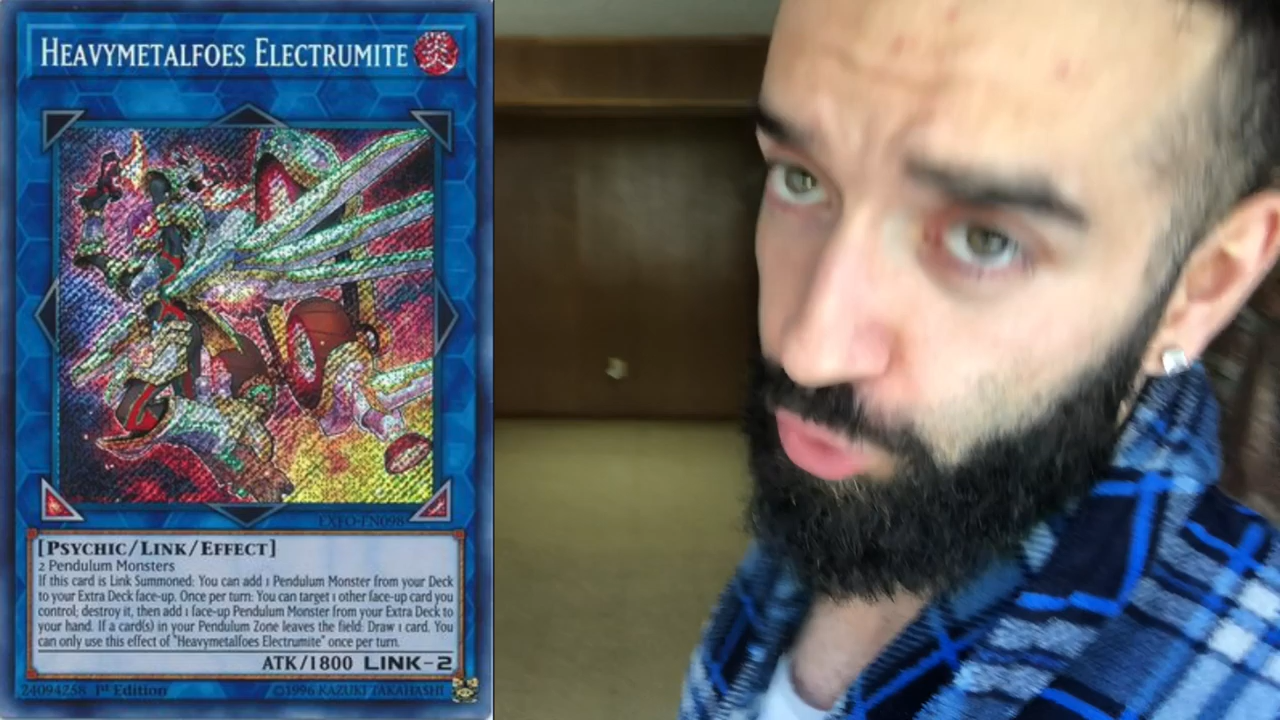 HEAVYMETALFOES ELECTRUMITE 炎
EXFO-EN098
[PSYCHIC/LINK/EFFECT]
2 Pendulum Monsters
If this card is Link Summoned: You can add 1 Pendulum Monster from your Deck
to your Extra Deck face-up. Once per turn: You can target 1 other face-up card you
control; destroy it, then add 1 face-up Pendulum Monster from your Extra Deck to
your hand. If a card(s) in your Pendulum Zone leaves the field: Draw 1 card. You
can only use this effect of "Heavymetalfoes Electrumite" once per turn.
ATK/1800 LINK-2
24094258 1st Edition ©1996 KAZUKI TAKAHASHI